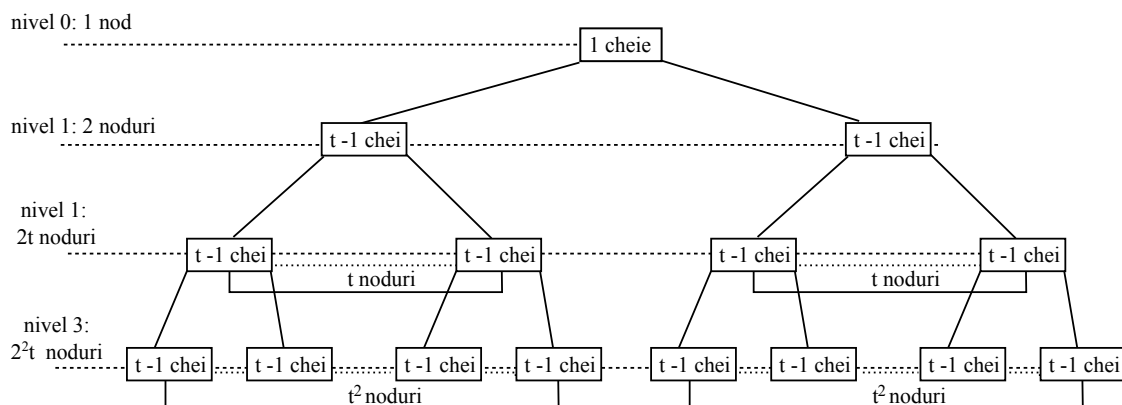 nivel 0: 1 nod
1 cheie
nivel 1: 2 noduri
t -1 chei
t -1 chei
nivel 1:
2t noduri
t -1 chei
t -1 chei
t -1 chei
t -1 chei
t noduri
t noduri
nivel 3:
2²t noduri
t -1 chei
t -1 chei
t -1 chei
t -1 chei
t -1 chei
t -1 chei
t -1 chei
t -1 chei
t² noduri
t² noduri